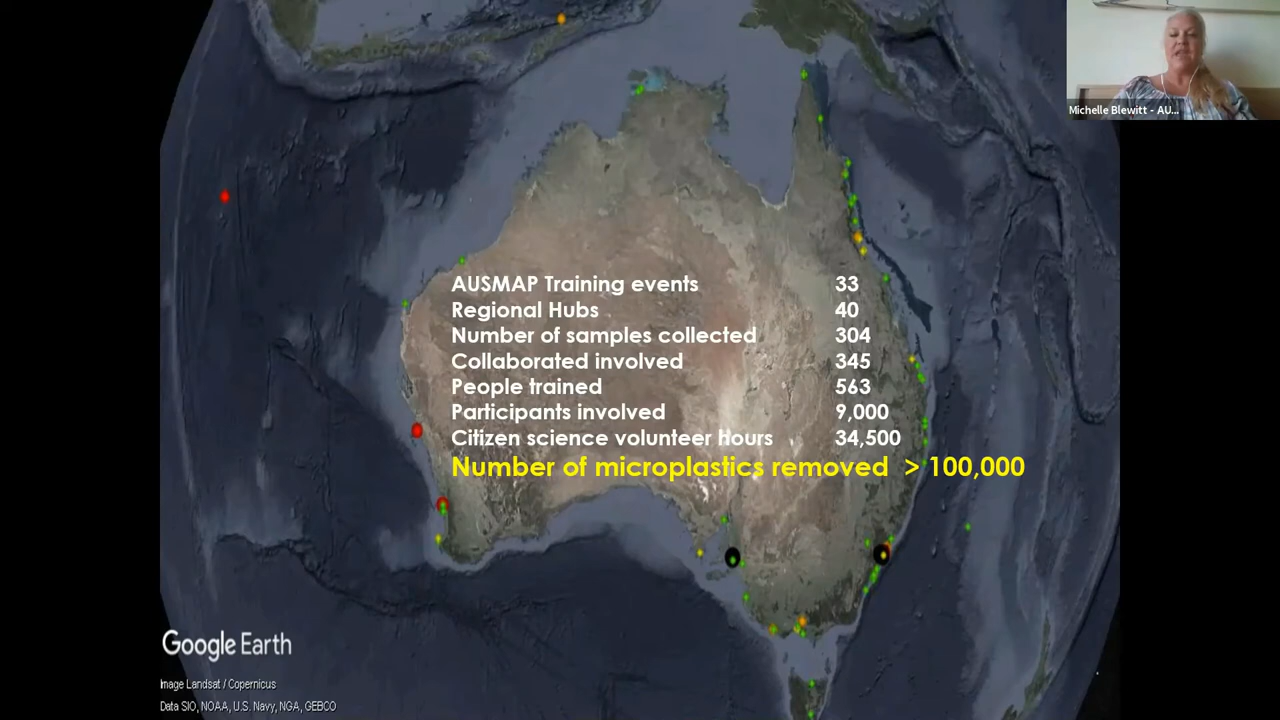 Michelle Blewitt - AU...
AUSMAP Training events 33
Regional Hubs 40
Number of samples collected 304
Collaborated involved 345
People trained 563
Participants involved 9,000
Citizen science volunteer hours 34,500
Number of microplastics removed > 100,000
Google Earth
Image Landsat / Copernicus
Data SIO, NOAA, U.S. Navy, NGA, GEBCO